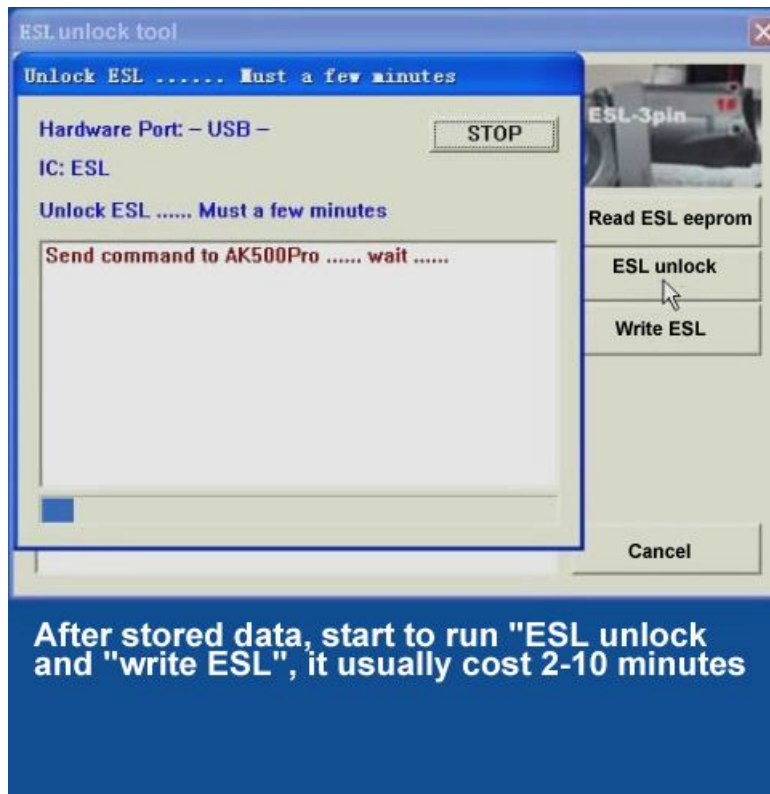 ESL unlock tool
Unlock ESL ...... Must a few minutes
Hardware Port: – USB –
STOP
IC: ESL
Unlock ESL ...... Must a few minutes
Send command to AK500Pro ...... wait ......
ESL-3pin
1#
Read ESL eeprom
ESL unlock
Write ESL
Cancel
After stored data, start to run "ESL unlock
and "write ESL", it usually cost 2-10 minutes